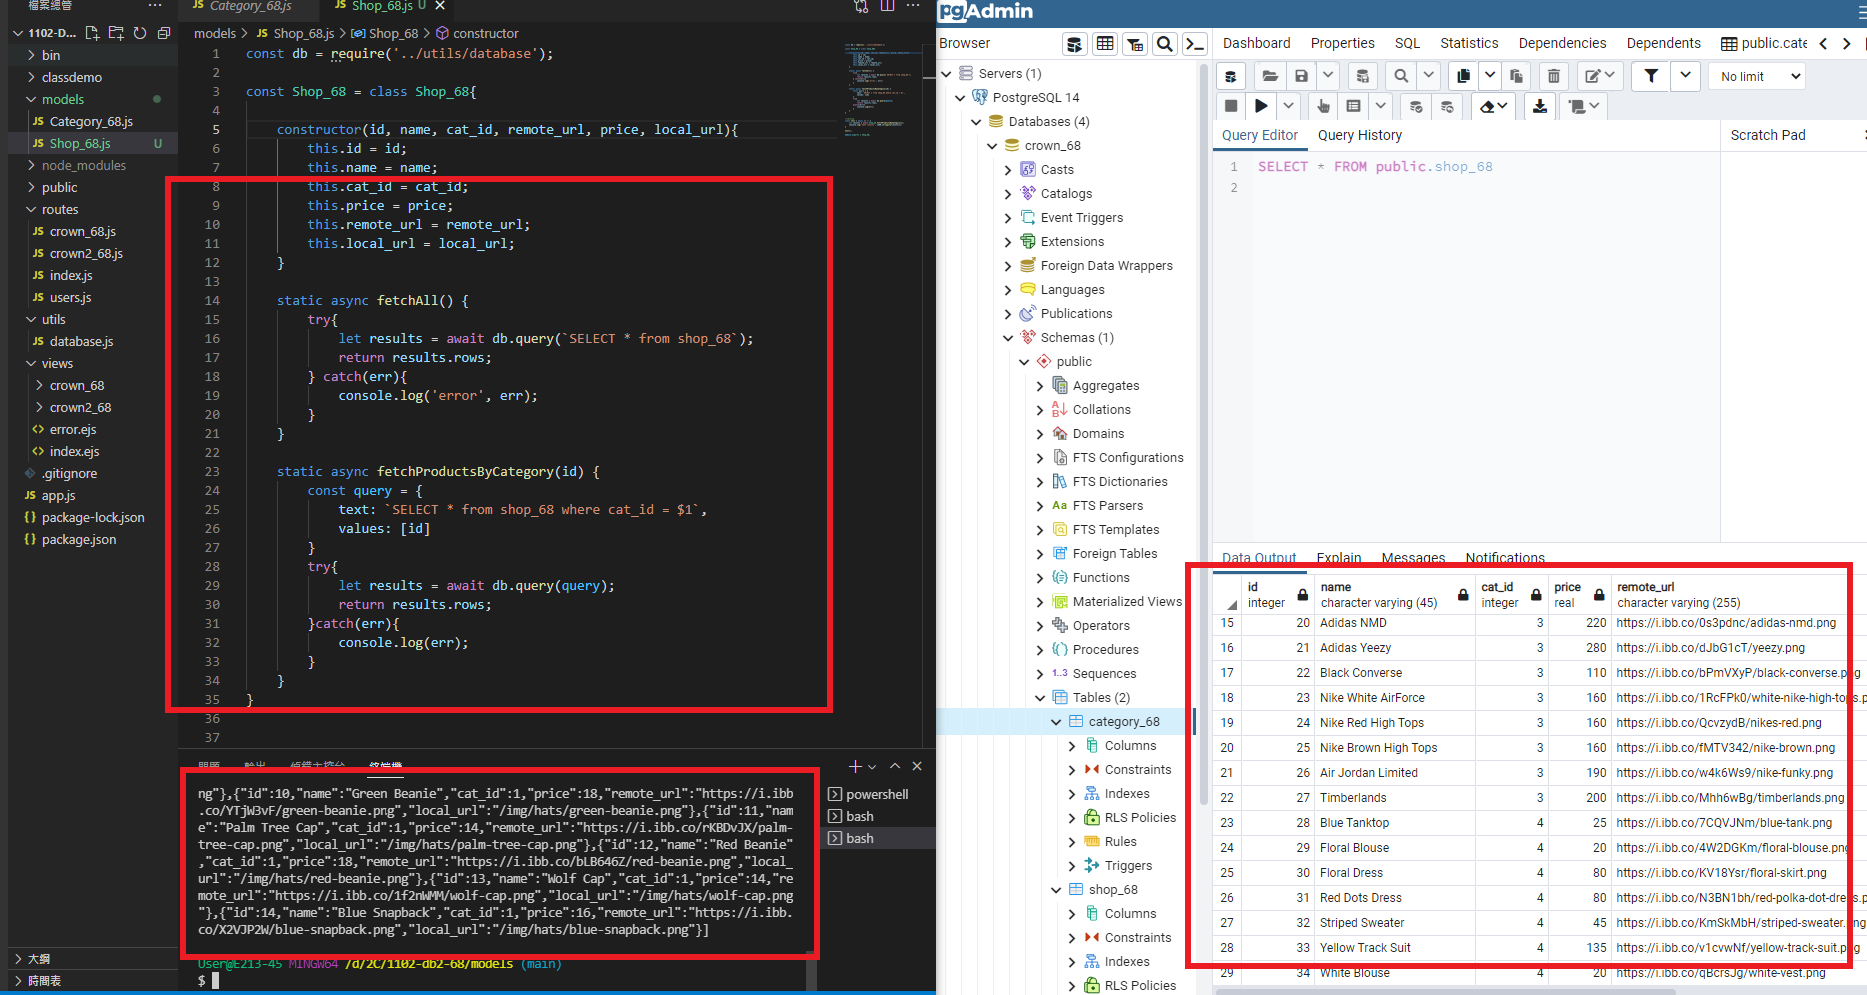 檔案總管
Category_68.js
Shop_68.js U
1102-D...
bin
classdemo
models
Category_68.js
Shop_68.js U
node_modules
public
routes
crown_68.js
crown2_68.js
index.js
users.js
utils
database.js
views
crown_68
crown2_68
error.ejs
index.ejs
.gitignore
app.js
package-lock.json
package.json
大綱
時間表
models > JS Shop_68.js > Shop_68 > constructor
1 const db = require('../utils/database');
2
3 const Shop_68 = class Shop_68{
4
5 constructor(id, name, cat_id, remote_url, price, local_url){
6 this.id = id;
7 this.name = name;
8 this.cat_id = cat_id;
9 this.price = price;
10 this.remote_url = remote_url;
11 this.local_url = local_url;
12 }
13
14 static async fetchAll() {
15 try{
16 let results = await db.query(`SELECT * from shop_68`);
17 return results.rows;
18 } catch(err){
19 console.log('error', err);
20 }
21 }
22
23 static async fetchProductsByCategory(id) {
24 const query = {
25 text: `SELECT * from shop_68 where cat_id = $1`,
26 values: [id]
27 }
28 try{
29 let results = await db.query(query);
30 return results.rows;
31 }catch(err){
32 console.log(err);
33 }
34 }
35 }
36
37
ng"},{"id":10,"name":"Green Beanie","cat_id":1,"price":18,"remote_url":"https://i.ibb
.co/YTjW3vF/green-beanie.png","local_url":"/img/hats/green-beanie.png"},{"id":11,"nam
e":"Palm Tree Cap","cat_id":1,"price":14,"remote_url":"https://i.ibb.co/rKBDvJX/palm-
tree-cap.png","local_url":"/img/hats/palm-tree-cap.png"},{"id":12,"name":"Red Beanie"
,"cat_id":1,"price":18,"remote_url":"https://i.ibb.co/bLB646Z/red-beanie.png","local_
url":"/img/hats/red-beanie.png"},{"id":13,"name":"Wolf Cap","cat_id":1,"price":14,"re
mote_url":"https://i.ibb.co/1f2nWMM/wolf-cap.png","local_url":"/img/hats/wolf-cap.png
"},{"id":14,"name":"Blue Snapback","cat_id":1,"price":16,"remote_url":"https://i.ibb.
co/X2VJP2W/blue-snapback.png","local_url":"/img/hats/blue-snapback.png"}]
User@E213-45 MINGW64 /d/2C/1102-db2-68/models (main)
$
powershell
bash
bash
pgAdmin
Browser
Servers (1)
PostgreSQL 14
Databases (4)
crown_68
Casts
Catalogs
Event Triggers
Extensions
Foreign Data Wrappers
Languages
Publications
Schemas (1)
public
Aggregates
Collations
Domains
FTS Configurations
FTS Dictionaries
FTS Parsers
FTS Templates
Foreign Tables
Functions
Materialized Views
Operators
Procedures
Sequences
Tables (2)
category_68
Columns
Constraints
Indexes
RLS Policies
Rules
Triggers
shop_68
Columns
Constraints
Indexes
RLS Policies
Dashboard Properties SQL Statistics Dependencies Dependents public.cate
No limit
Query Editor Query History
Scratch Pad
1 SELECT * FROM public.shop_68
2
Data Output Explain Messages Notifications
id name cat_id price remote_url
integer character varying (45) integer real character varying (255)
15 20 Adidas NMD 3 220 https://i.ibb.co/0s3pdnc/adidas-nmd.png
16 21 Adidas Yeezy 3 280 https://i.ibb.co/dJbG1cT/yeezy.png
17 22 Black Converse 3 110 https://i.ibb.co/bPmVXyP/black-converse.png
18 23 Nike White AirForce 3 160 https://i.ibb.co/1RcFPk0/white-nike-high-tops.p
19 24 Nike Red High Tops 3 160 https://i.ibb.co/QcvzydB/nikes-red.png
20 25 Nike Brown High Tops 3 160 https://i.ibb.co/fMTV342/nike-brown.png
21 26 Air Jordan Limited 3 190 https://i.ibb.co/w4k6Ws9/nike-funky.png
22 27 Timberlands 3 200 https://i.ibb.co/Mhh6wBg/timberlands.png
23 28 Blue Tanktop 4 25 https://i.ibb.co/7CQVJNm/blue-tank.png
24 29 Floral Blouse 4 20 https://i.ibb.co/4W2DGKm/floral-blouse.png
25 30 Floral Dress 4 80 https://i.ibb.co/KV18Ysr/floral-skirt.png
26 31 Red Dots Dress 4 80 https://i.ibb.co/N3BN1bh/red-polka-dot-dress.p
27 32 Striped Sweater 4 45 https://i.ibb.co/KmSkMbH/striped-sweater.png
28 33 Yellow Track Suit 4 135 https://i.ibb.co/v1cvwNf/yellow-track-suit.png
29 34 White Blouse 4 20 https://i.ibb.co/qBcrsJg/white-vest.png